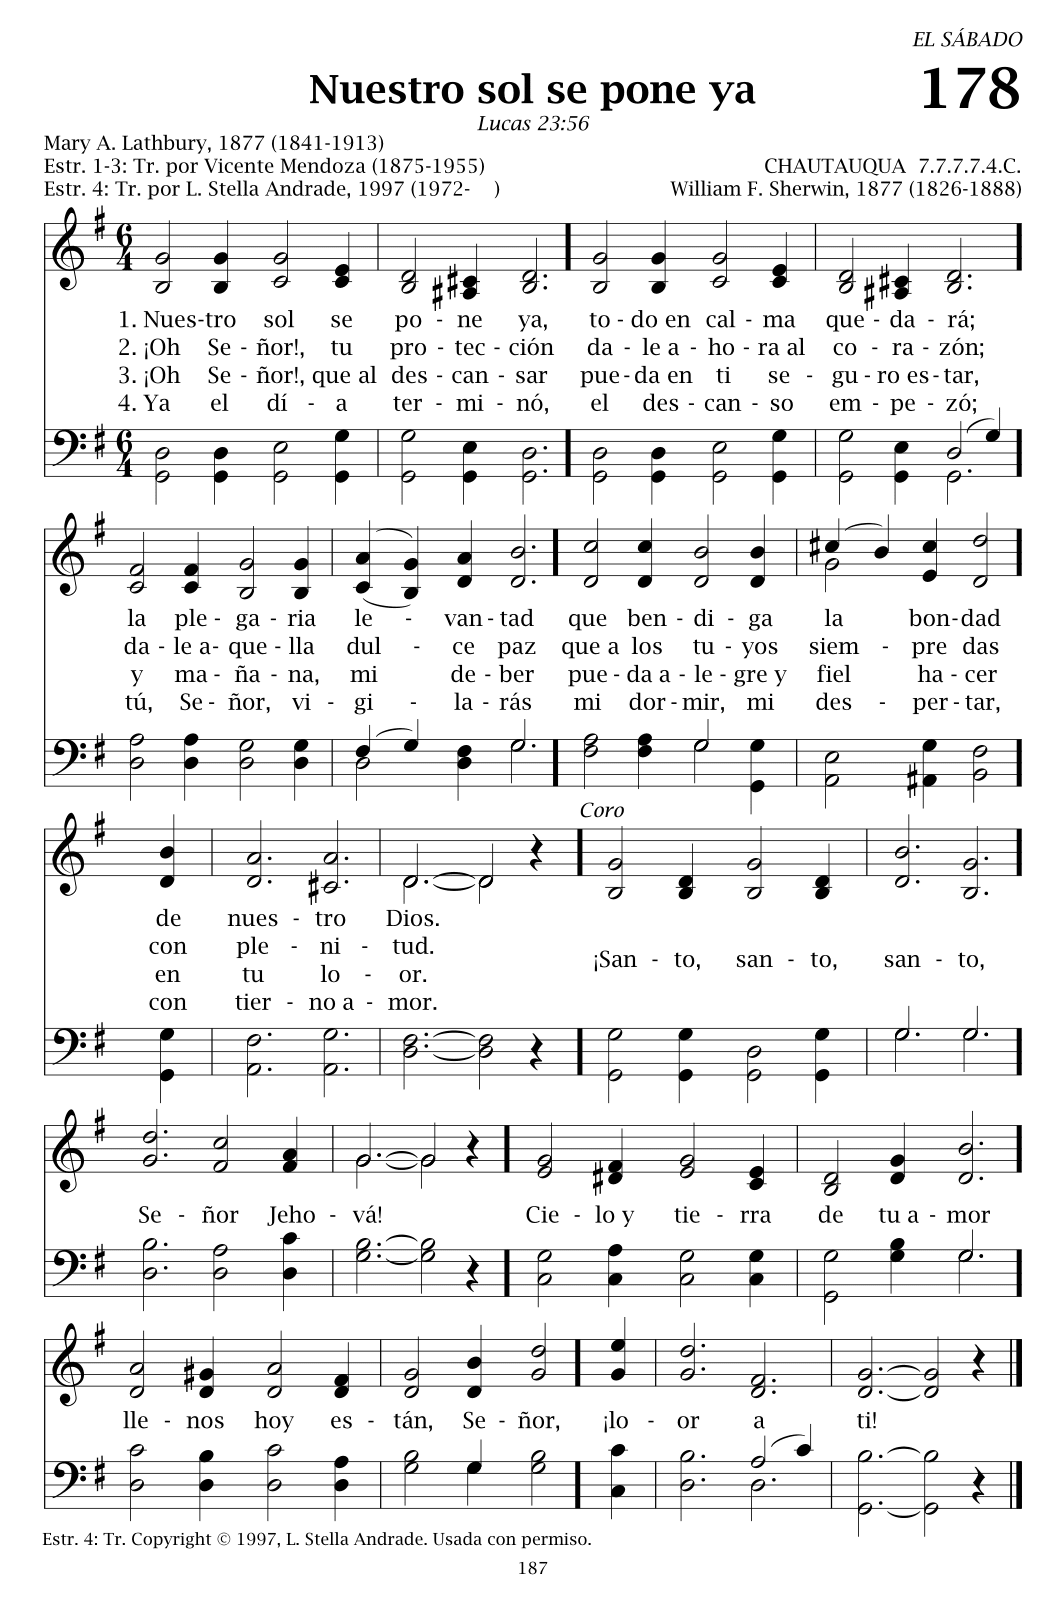 EL SÁBADO
Nuestro sol se pone ya 178
Lucas 23:56
Mary A. Lathbury, 1877 (1841-1913)
Estr. 1-3: Tr. por Vicente Mendoza (1875-1955) CHAUTAUQUA 7.7.7.7.4.C.
Estr. 4: Tr. por L. Stella Andrade, 1997 (1972- ) William F. Sherwin, 1877 (1826-1888)
6 4
1. Nues-tro sol se po - ne ya, to - do en cal - ma que - da - rá;
2. ¡Oh Se - ñor!, tu pro - tec - ción da - le a - ho - ra al co - ra - zón;
3. ¡Oh Se - ñor!, que al des - can - sar pue - da en ti se - gu - ro es - tar,
4. Ya el dí - a ter - mi - nó, el des - can - so em - pe - zó;
6 4
la ple - ga - ria le - van - tad que ben - di - ga la bon - dad
da - le a - que - lla dul - ce paz que a los tu - yos siem - pre das
y ma - ña - na, mi de - ber pue - da a - le - gre y fiel ha - cer
tú, Se - ñor, vi - gi - la - rás mi dor - mir, mi des - per - tar,
Coro
de nues - tro Dios.
con ple - ni - tud.
¡San - to, san - to, san - to,
en tu lo - or.
con tier - no a - mor.
Se - ñor Jeho - vá! Cie - lo y tie - rra de tu a - mor
lle - nos hoy es - tán, Se - ñor, ¡lo - or a ti!
Estr. 4: Tr. Copyright © 1997, L. Stella Andrade. Usada con permiso.
187